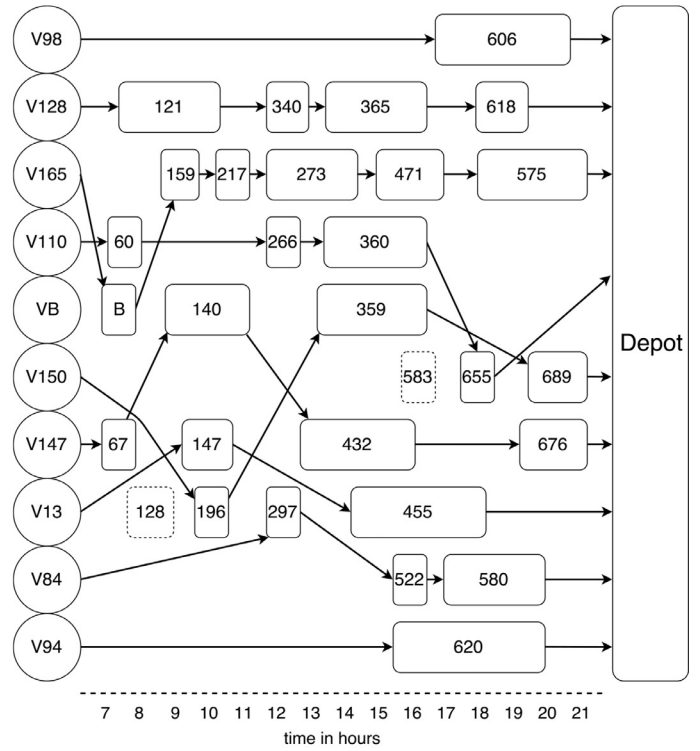 V98 606
V128 121 340 365 618
V165 159 217 273 471 575
V110 60 266 360
VB B 140 359
Depot
V150 583 655 689
V147 67 147 432 676
V13 128 196 297 455
V84 522 580
V94 620
7 8 9 10 11 12 13 14 15 16 17 18 19 20 21
time in hours